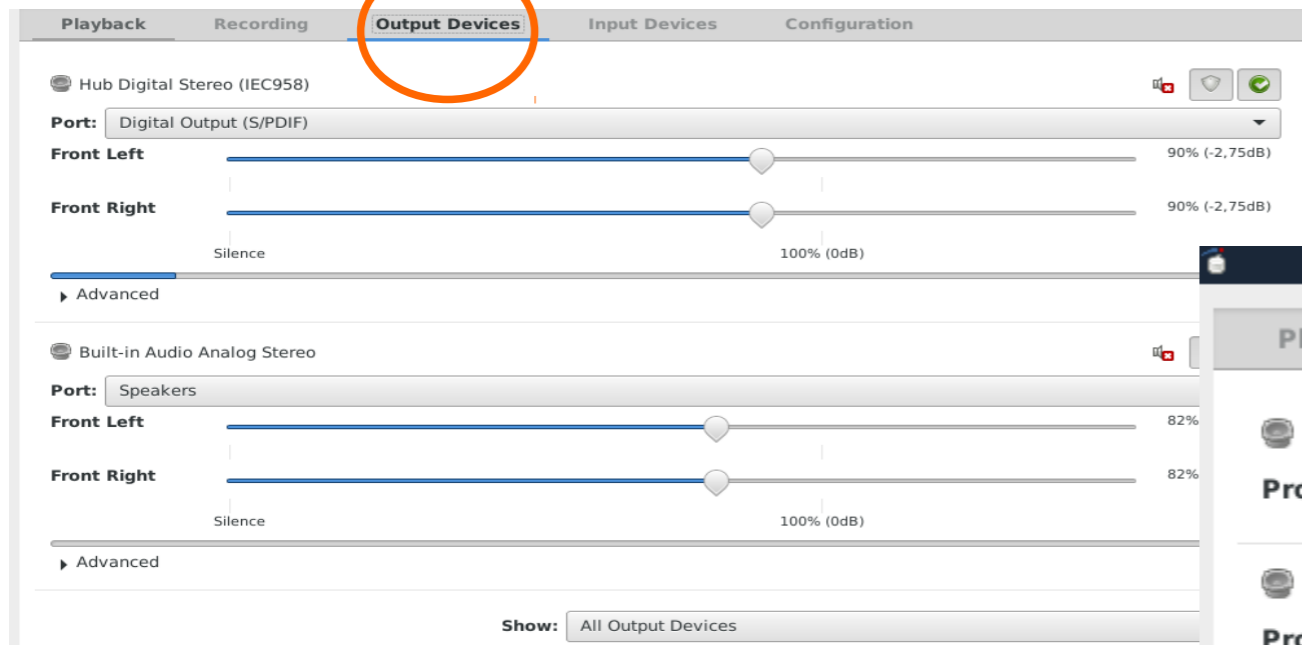 Playback Recording Output Devices Input Devices Configuration
Hub Digital Stereo (IEC958)
Port: Digital Output (S/PDIF)
Front Left 90% (-2,75dB)
Front Right 90% (-2,75dB)
Silence 100% (0dB)
Advanced
Built-in Audio Analog Stereo
Port: Speakers
Front Left 82%
Front Right 82%
Silence 100% (0dB)
Advanced
Show: All Output Devices